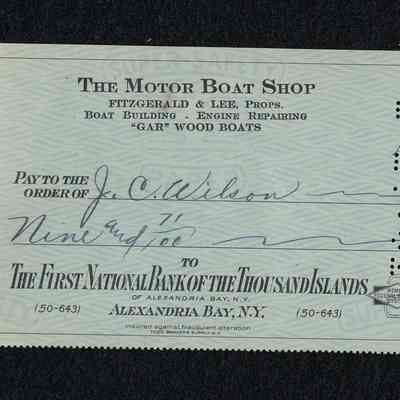 THE MOTOR BOAT SHOP
FITZGERALD & LEE, PROPS.
BOAT BUILDING - ENGINE REPAIRING
"GAR" WOOD BOATS
PAY TO THE
ORDER OF J. C. Wilson
Nine and 71/100
TO
THE FIRST NATIONAL BANK OF THE THOUSAND ISLANDS
OF ALEXANDRIA BAY, N.Y.
(50-643) ALEXANDRIA BAY, N.Y. (50-643)
insured against fraudulent alteration